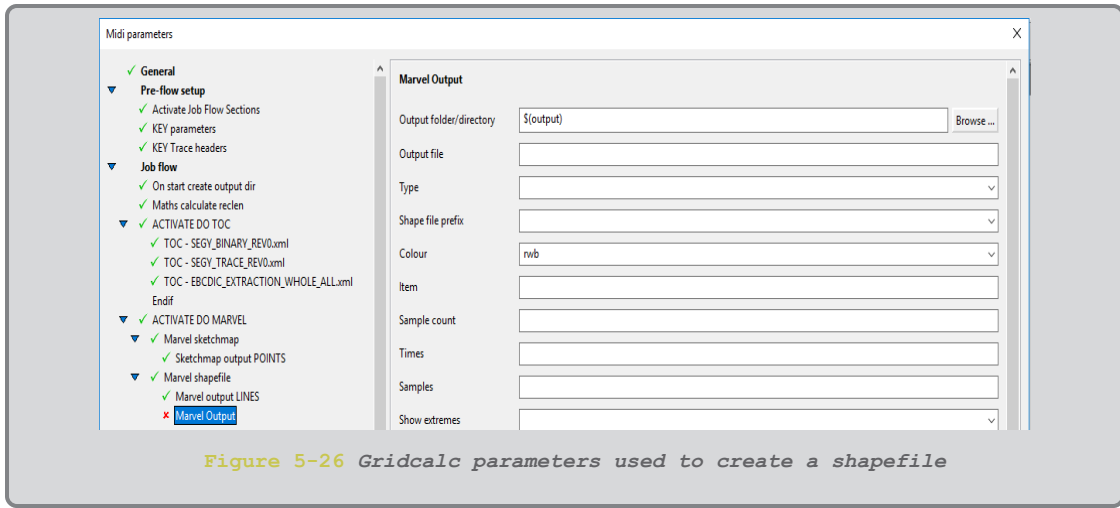 Midi parameters X
General
Pre-flow setup
Activate Job Flow Sections
KEY parameters
KEY Trace headers
Job flow
On start create output dir
Maths calculate reclen
ACTIVATE DO TOC
TOC - SEGY_BINARY_REV0.xml
TOC - SEGY_TRACE_REV0.xml
TOC - EBCDIC_EXTRACTION_WHOLE_ALL.xml
Endif
ACTIVATE DO MARVEL
Marvel sketchmap
Sketchmap output POINTS
Marvel shapefile
Marvel output LINES
Marvel Output
Marvel Output
Output folder/directory $(output) Browse ...
Output file
Type
Shape file prefix
Colour rwb
Item
Sample count
Times
Samples
Show extremes
Figure 5-26 Gridcalc parameters used to create a shapefile